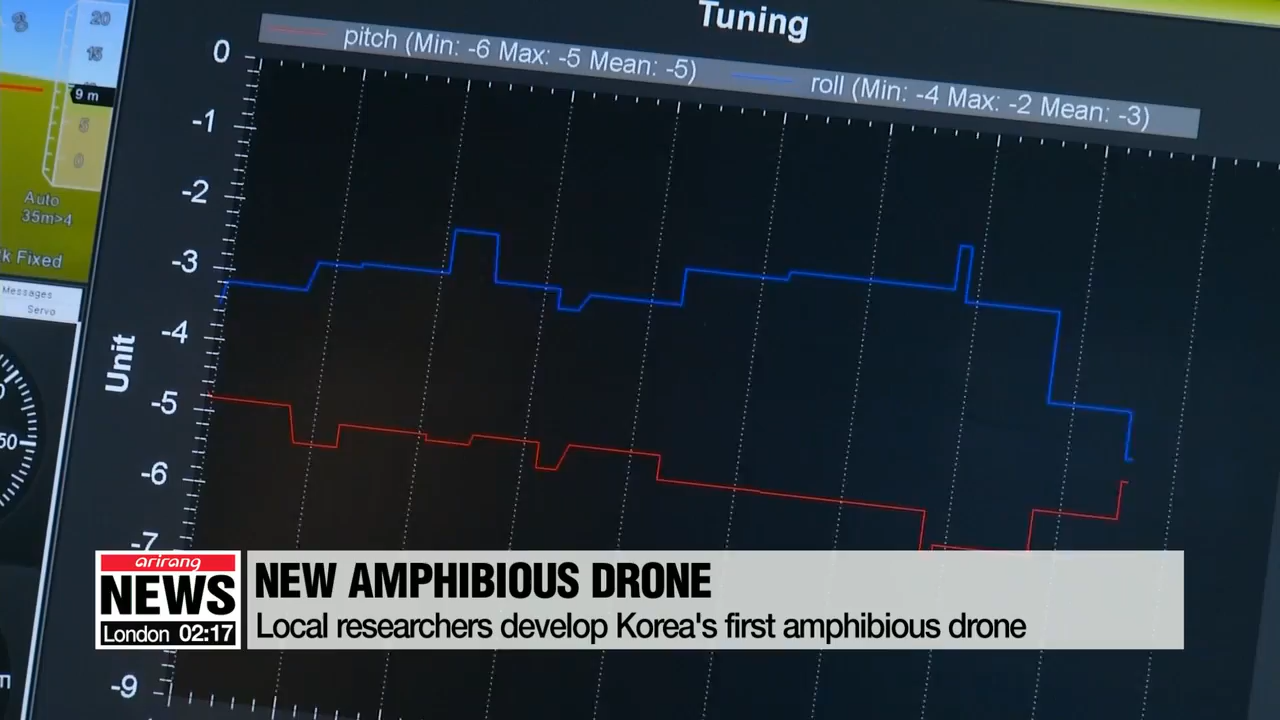 Tuning
pitch (Min: -6 Max: -5 Mean: -5)
roll (Min: -4 Max: -2 Mean: -3)
0
-1
-2
-3
-4
-5
-6
-7
-9
Unit
20
15
9 m
5
0
Auto
35m>4
k Fixed
Messages
Servo
50
arirang
NEWS
London 02:17
NEW AMPHIBIOUS DRONE
Local researchers develop Korea's first amphibious drone